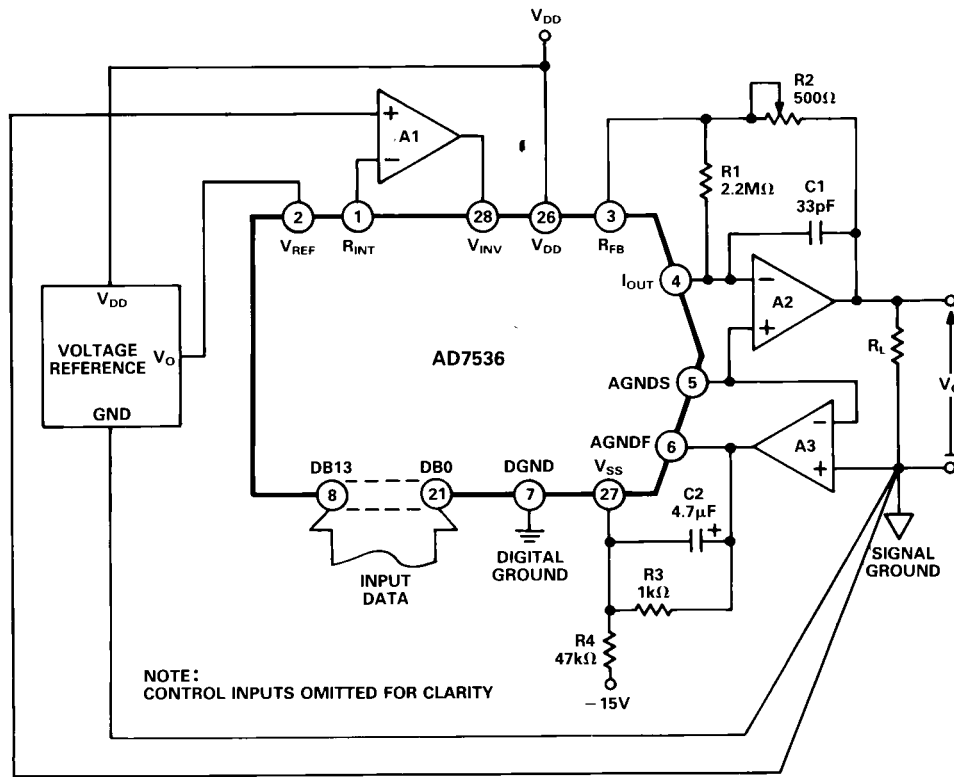 VDD
R2
500Ω
+
A1
−
R1
2.2MΩ
C1
33pF
2
1
28
26
3
VREF
RINT
VINV
VDD
RFB
IOUT
4
−
A2
+
VDD
VOLTAGE
REFERENCE
VO
GND
AD7536
RL
AGNDS
5
AGNDF
6
−
A3
+
VSS
DB13
DB0
DGND
8
21
7
27
C2
4.7μF
+
INPUT
DATA
DIGITAL
GROUND
SIGNAL
GROUND
R3
1kΩ
R4
47kΩ
−15V
NOTE:
CONTROL INPUTS OMITTED FOR CLARITY